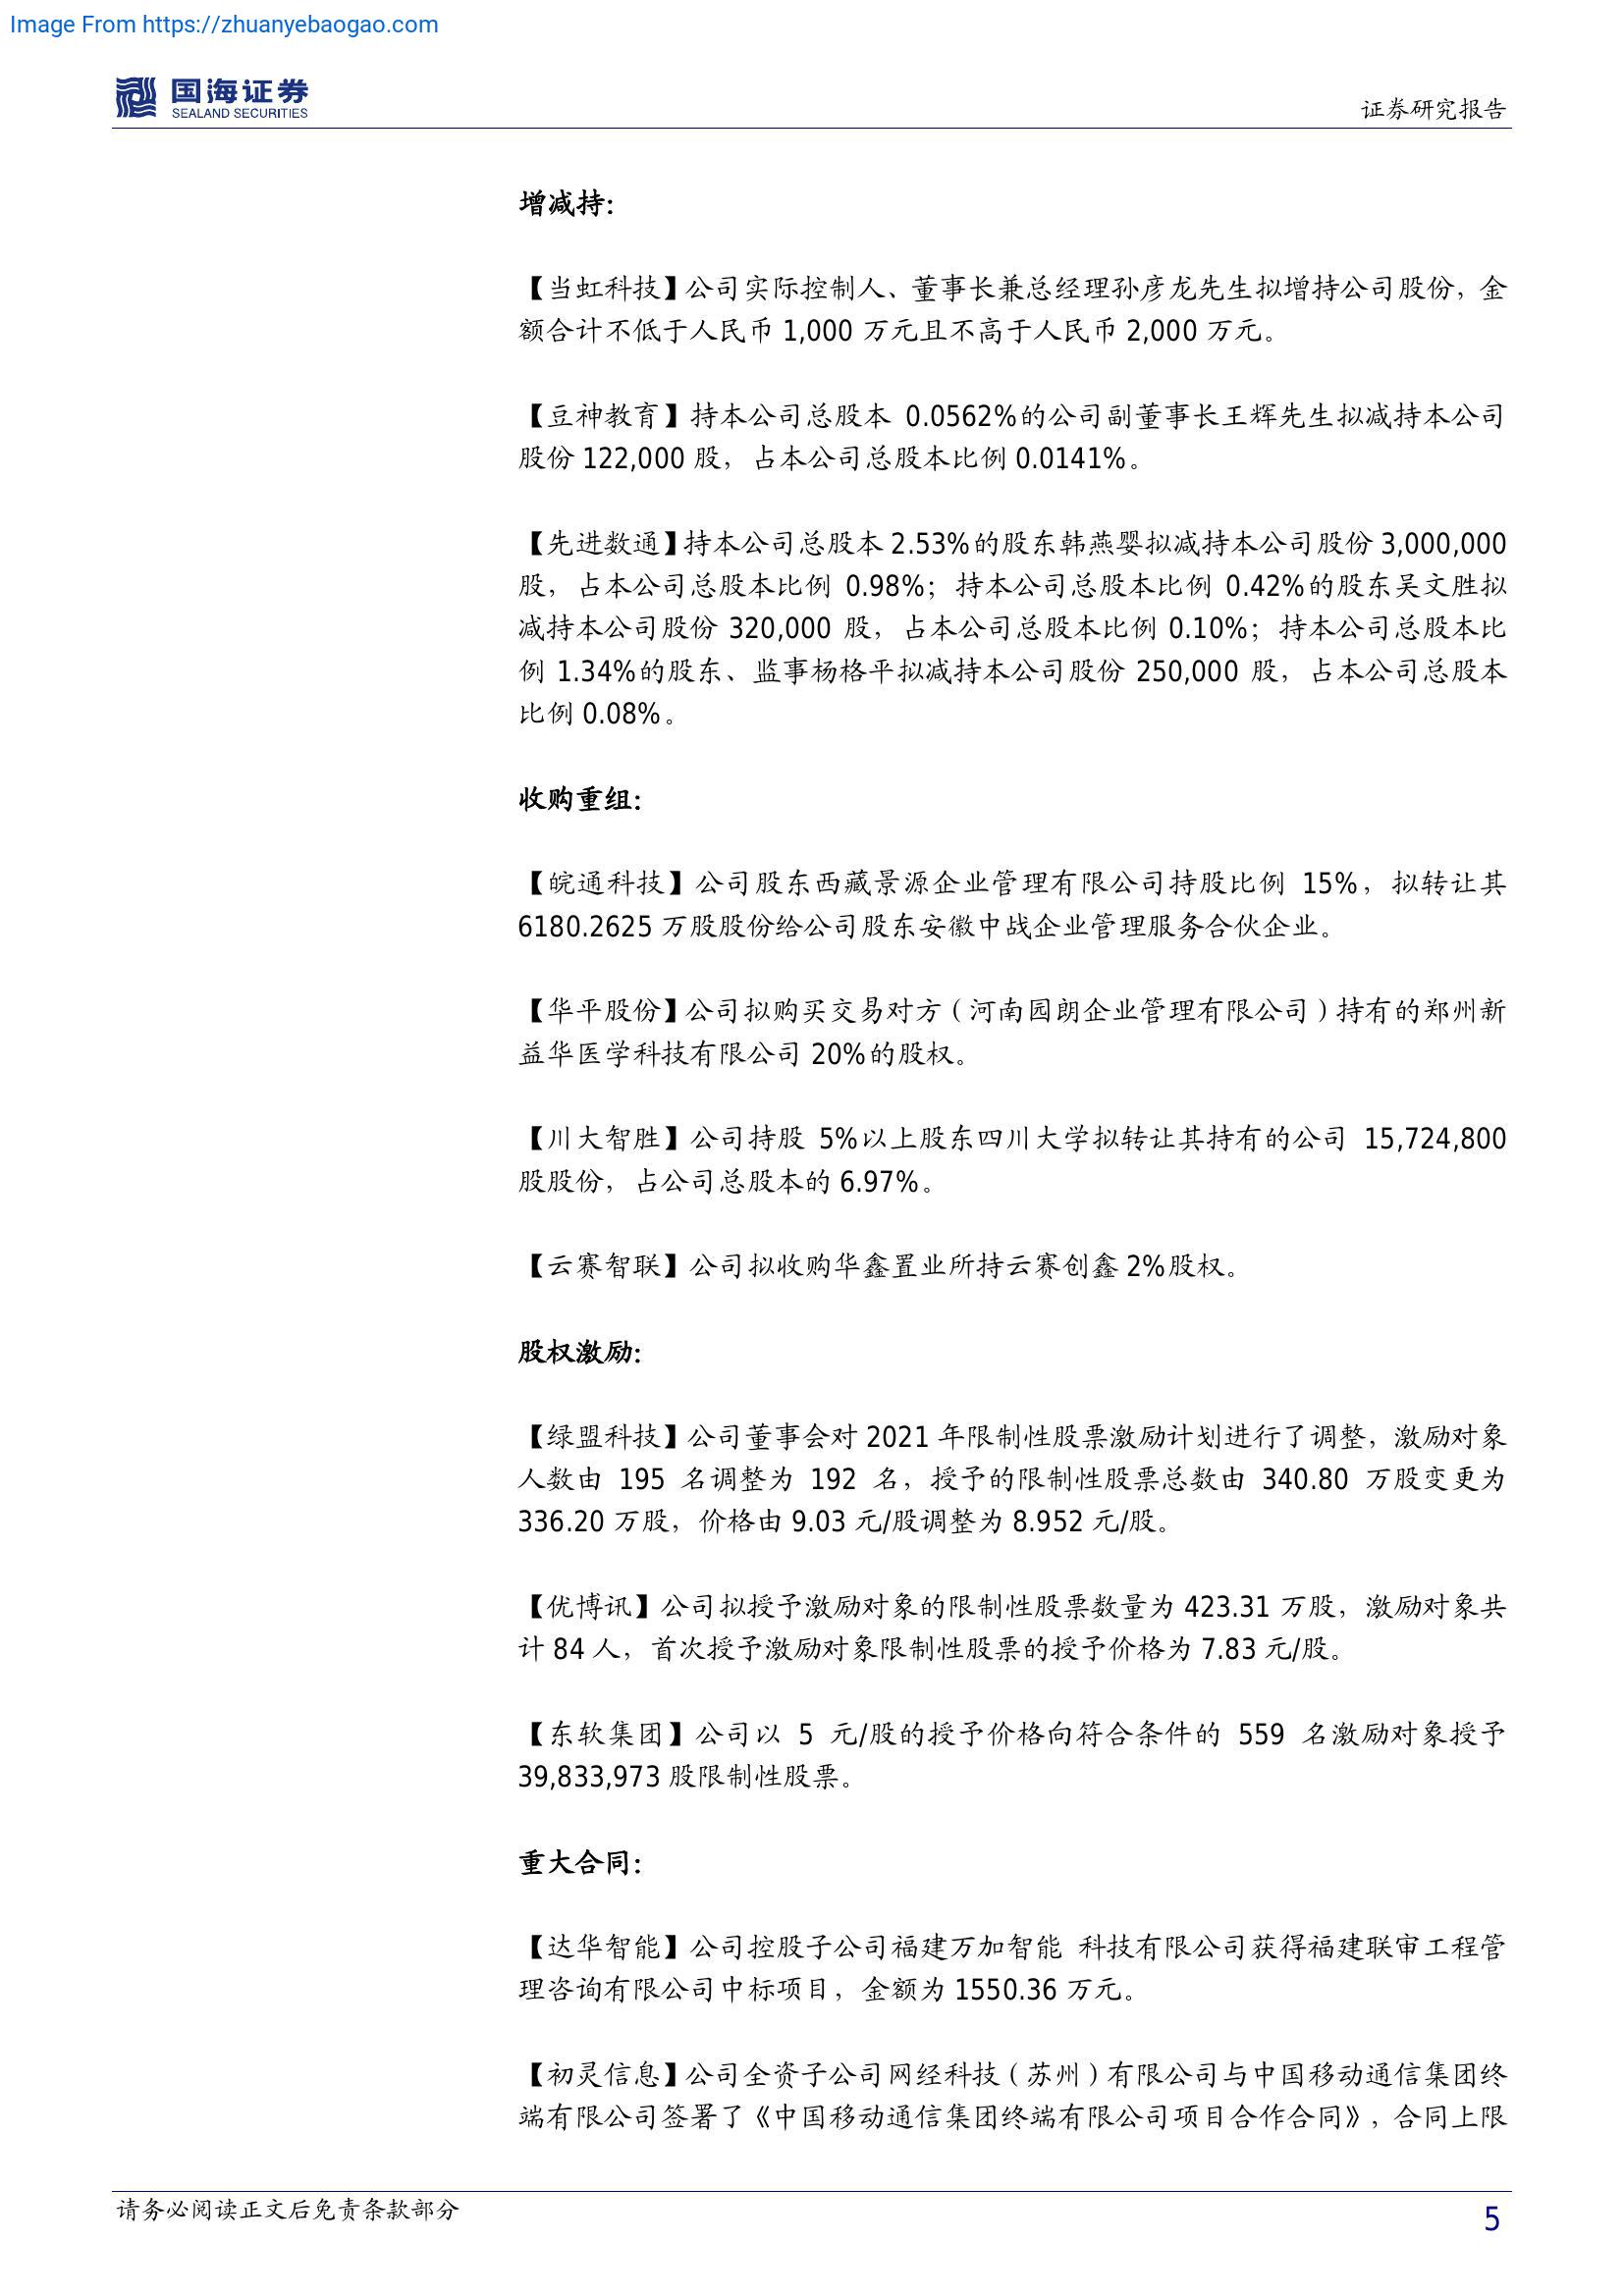 Image From https://zhuanyebaogao.com
国海证券
SEALAND SECURITIES
证券研究报告
增减持：
【当虹科技】公司实际控制人、董事长兼总经理孙彦龙先生拟增持公司股份，金
额合计不低于人民币 1,000 万元且不高于人民币 2,000 万元。
【豆神教育】持本公司总股本 0.0562%的公司副董事长王辉先生拟减持本公司
股份 122,000 股，占本公司总股本比例 0.0141%。
【先进数通】持本公司总股本 2.53%的股东韩燕婴拟减持本公司股份 3,000,000
股，占本公司总股本比例 0.98%；持本公司总股本比例 0.42%的股东吴文胜拟
减持本公司股份 320,000 股，占本公司总股本比例 0.10%；持本公司总股本比
例 1.34%的股东、监事杨格平拟减持本公司股份 250,000 股，占本公司总股本
比例 0.08%。
收购重组：
【皖通科技】公司股东西藏景源企业管理有限公司持股比例 15%，拟转让其
6180.2625 万股股份给公司股东安徽中战企业管理服务合伙企业。
【华平股份】公司拟购买交易对方（河南园朗企业管理有限公司）持有的郑州新
益华医学科技有限公司 20%的股权。
【川大智胜】公司持股 5%以上股东四川大学拟转让其持有的公司 15,724,800
股股份，占公司总股本的 6.97%。
【云赛智联】公司拟收购华鑫置业所持云赛创鑫 2%股权。
股权激励：
【绿盟科技】公司董事会对 2021 年限制性股票激励计划进行了调整，激励对象
人数由 195 名调整为 192 名，授予的限制性股票总数由 340.80 万股变更为
336.20 万股，价格由 9.03 元/股调整为 8.952 元/股。
【优博讯】公司拟授予激励对象的限制性股票数量为 423.31 万股，激励对象共
计 84 人，首次授予激励对象限制性股票的授予价格为 7.83 元/股。
【东软集团】公司以 5 元/股的授予价格向符合条件的 559 名激励对象授予
39,833,973 股限制性股票。
重大合同：
【达华智能】公司控股子公司福建万加智能 科技有限公司获得福建联审工程管
理咨询有限公司中标项目，金额为 1550.36 万元。
【初灵信息】公司全资子公司网经科技（苏州）有限公司与中国移动通信集团终
端有限公司签署了《中国移动通信集团终端有限公司项目合作合同》，合同上限
请务必阅读正文后免责条款部分
5